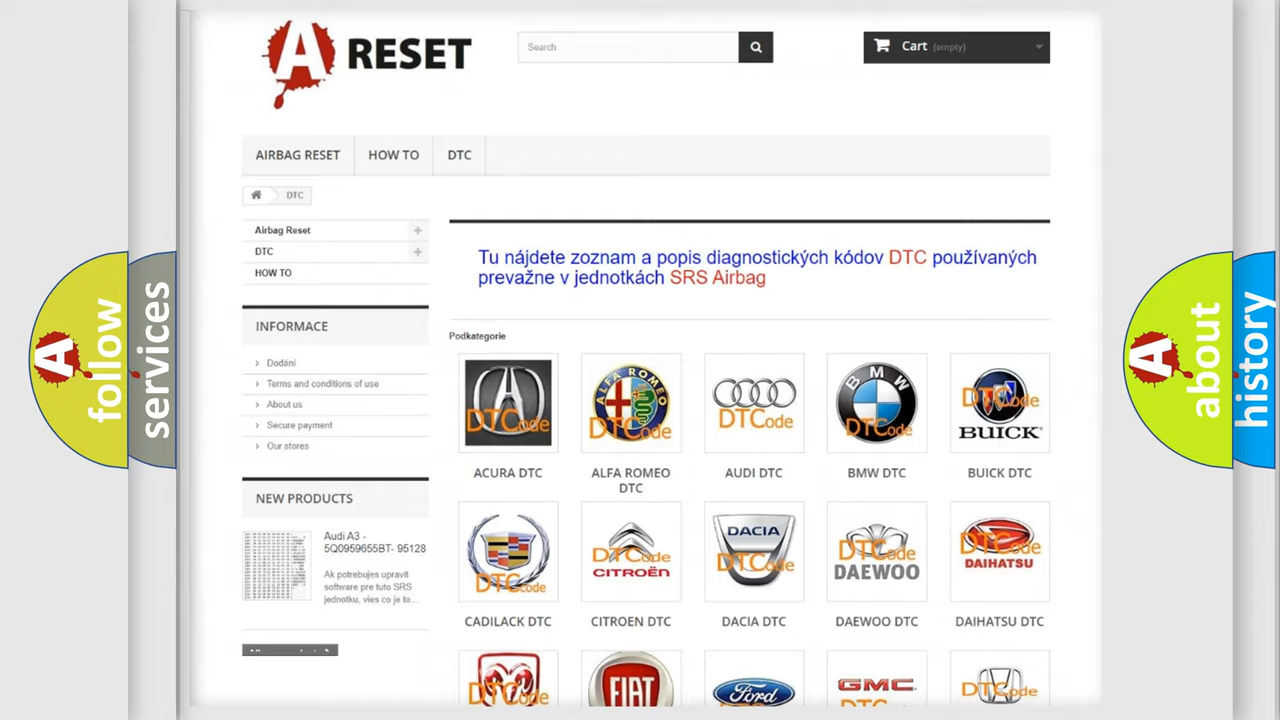 A RESET
Search
Cart (empty)
AIRBAG RESET
HOW TO
DTC
DTC
Airbag Reset
DTC
HOW TO
INFORMACE
Dodání
Terms and conditions of use
About us
Secure payment
Our stores
NEW PRODUCTS
Audi A3 -
5Q0959655BT- 95128
Ak potrebujes upravit
software pre tuto SRS
jednotku, vies co je to...
Tu nájdete zoznam a popis diagnostických kódov DTC používaných
prevažne v jednotkách SRS Airbag
Podkategorie
DTCode
ALFA ROMEO
DTCode
DTCode
BMW
DTCode
DTCode
BUICK
ACURA DTC
ALFA ROMEO
DTC
AUDI DTC
BMW DTC
BUICK DTC
DTCode
DTCode
CITROËN
DACIA
DTCode
DTCode
DAEWOO
DTCode
DAIHATSU
CADILACK DTC
CITROEN DTC
DACIA DTC
DAEWOO DTC
DAIHATSU DTC
DTCode
FIAT
Ford
GMC
DTCode
A follow
services
A about
history